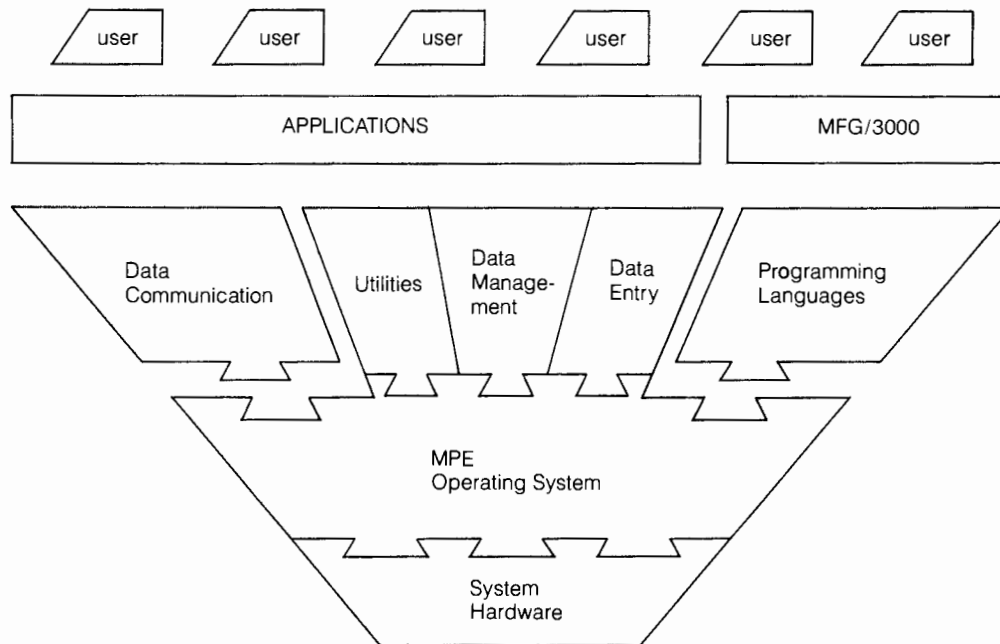 user user user user user user
APPLICATIONS MFG/3000
Data
Communication
Utilities
Data
Manage-
ment
Data
Entry
Programming
Languages
MPE
Operating System
System
Hardware